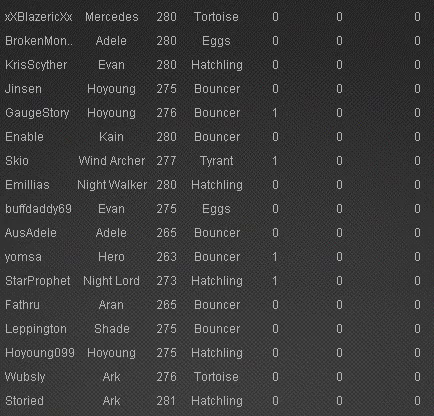 xXBlazericXx Mercedes 280 Tortoise 0 0 0
BrokenMon.. Adele 280 Eggs 0 0 0
KrisScyther Evan 280 Hatchling 0 0 0
Jinsen Hoyoung 275 Bouncer 0 0 0
GaugeStory Hoyoung 276 Bouncer 1 0 0
Enable Kain 280 Bouncer 0 0 0
Skio Wind Archer 277 Tyrant 1 0 0
Emillias Night Walker 280 Hatchling 0 0 0
buffdaddy69 Evan 275 Eggs 0 0 0
AusAdele Adele 265 Bouncer 0 0 0
yomsa Hero 263 Bouncer 1 0 0
StarProphet Night Lord 273 Hatchling 1 0 0
Fathru Aran 265 Bouncer 0 0 0
Leppington Shade 275 Bouncer 0 0 0
Hoyoung099 Hoyoung 275 Hatchling 0 0 0
Wubsly Ark 276 Tortoise 0 0 0
Storied Ark 281 Hatchling 0 0 0